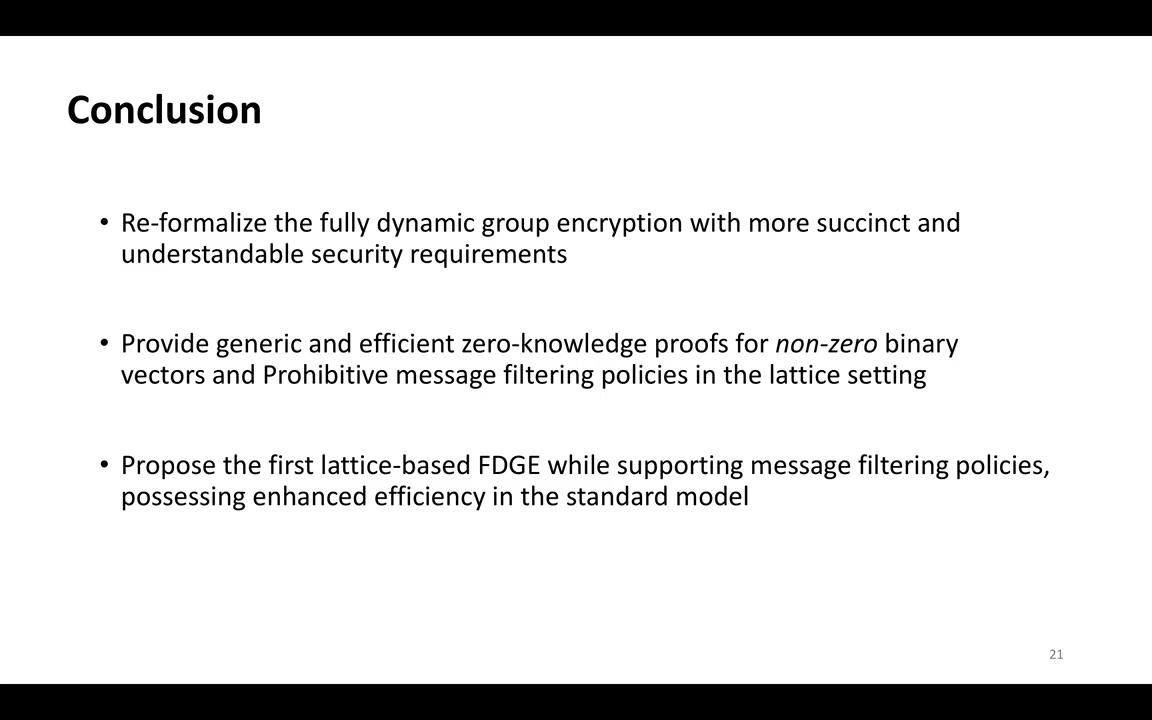 Conclusion
• Re-formalize the fully dynamic group encryption with more succinct and
understandable security requirements
• Provide generic and efficient zero-knowledge proofs for non-zero binary
vectors and Prohibitive message filtering policies in the lattice setting
• Propose the first lattice-based FDGE while supporting message filtering policies,
possessing enhanced efficiency in the standard model
21